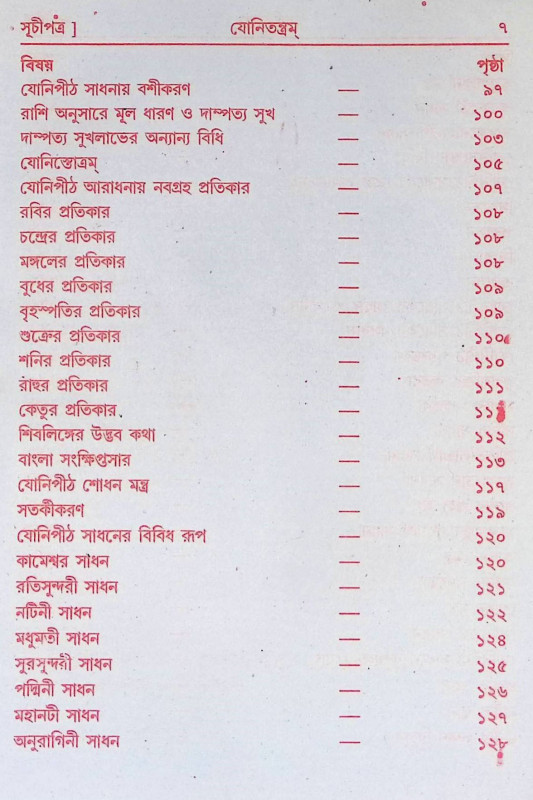 সূচীপত্র ] যোনিতন্ত্রম্ ৭
বিষয় পৃষ্ঠা
যোনিপীঠ সাধনায় বশীকরণ — ৯৭
রাশি অনুসারে মূল ধারণ ও দাম্পত্য সুখ — ১০০
দাম্পত্য সুখলাভের অন্যান্য বিধি — ১০৩
যোনিস্তোত্রম্ — ১০৫
যোনিপীঠ আরাধনায় নবগ্রহ প্রতিকার — ১০৭
রবির প্রতিকার — ১০৮
চন্দ্রের প্রতিকার — ১০৮
মঙ্গলের প্রতিকার — ১০৮
বুধের প্রতিকার — ১০৯
বৃহস্পতির প্রতিকার — ১০৯
শুক্রের প্রতিকার — ১১০
শনির প্রতিকার — ১১০
রাহুর প্রতিকার — ১১১
কেতুর প্রতিকার —
শিবলিঙ্গের উদ্ভব কথা — ১১২
বাংলা সংক্ষিপ্তসার — ১১৩
যোনিপীঠ শোধন মন্ত্র — ১১৭
সতর্কীকরণ — ১১৯
যোনিপীঠ সাধনের বিবিধ রূপ — ১২০
কামেশ্বর সাধন — ১২০
রতিসুন্দরী সাধন — ১২১
নটিনী সাধন — ১২২
মধুমতী সাধন — ১২৪
সুরসুন্দরী সাধন — ১২৫
পদ্মিনী সাধন — ১২৬
মহানটী সাধন — ১২৭
অনুরাগিনী সাধন — ১২৮